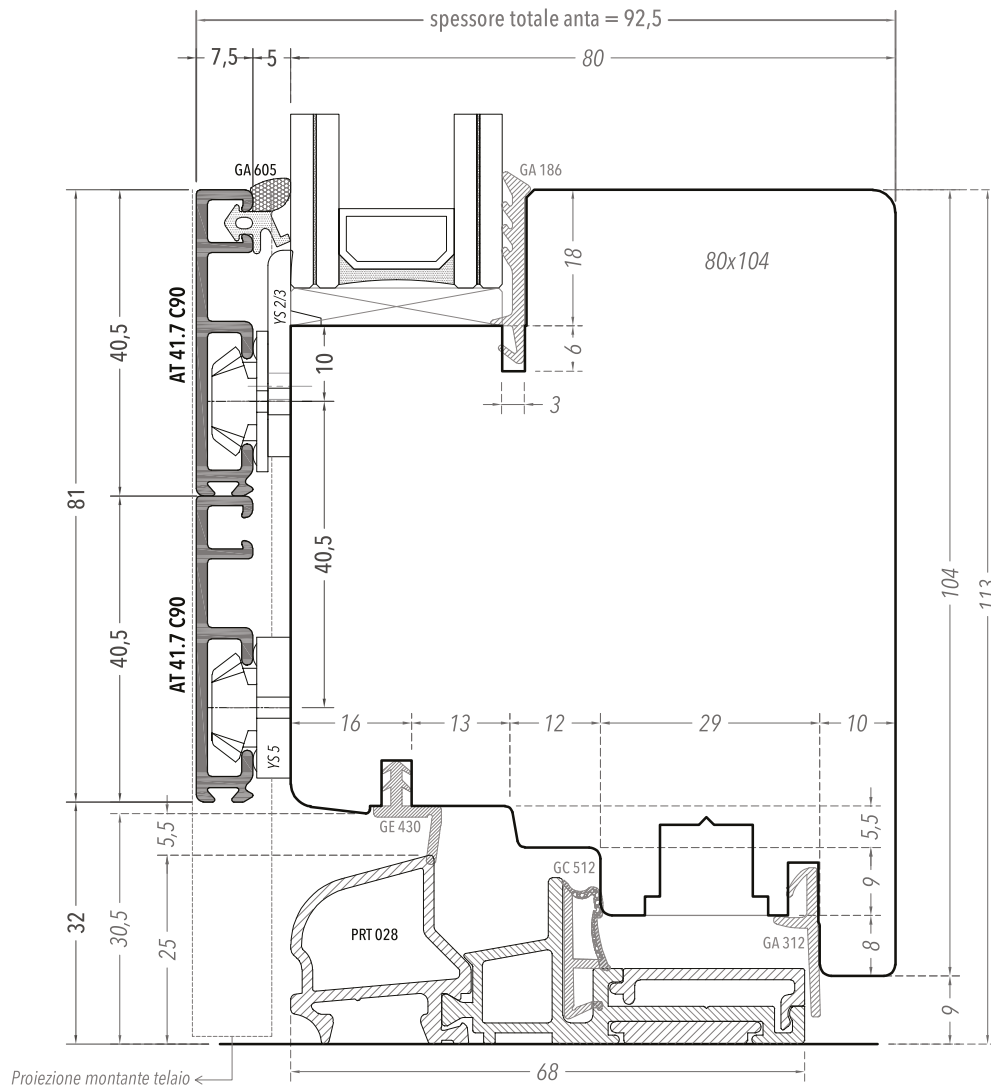 spessore totale anta = 92,5
7,5
5
80
GA 605
GA 186
18
80x104
YS 2/3
AT 41.7 C90
40,5
10
6
3
81
40,5
104
113
40,5
AT 41.7 C90
16
13
12
29
10
YS 5
5,5
GE 430
5,5
GC 512
9
32
30,5
25
PRT 028
GA 312
8
9
68
Proiezione montante telaio